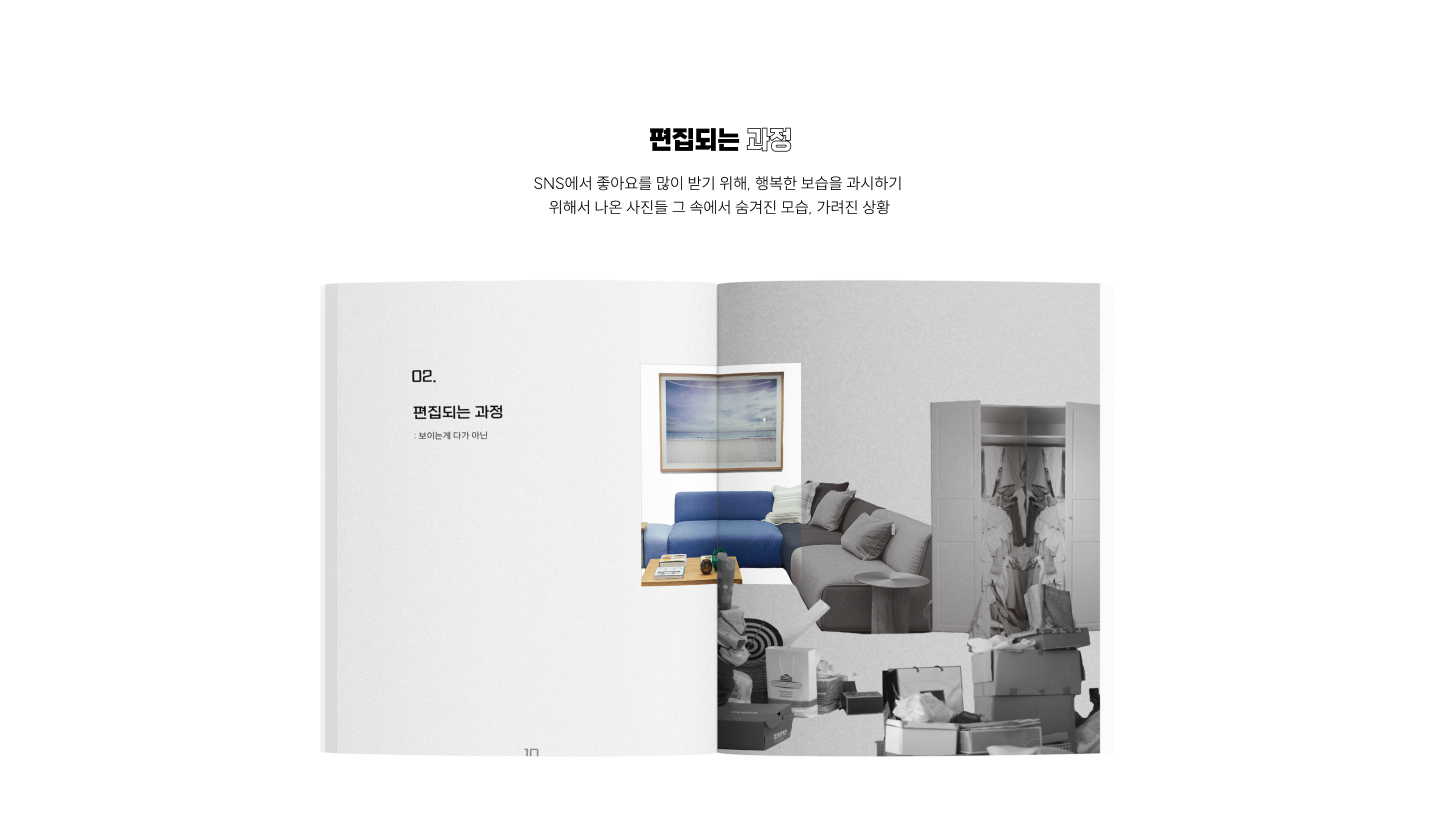 편집되는 과정
SNS에서 좋아요를 많이 받기 위해, 행복한 보습을 과시하기
위해서 나온 사진들 그 속에서 숨겨진 모습, 가려진 상황
02.
편집되는 과정
: 보이는게 다가 아닌
10